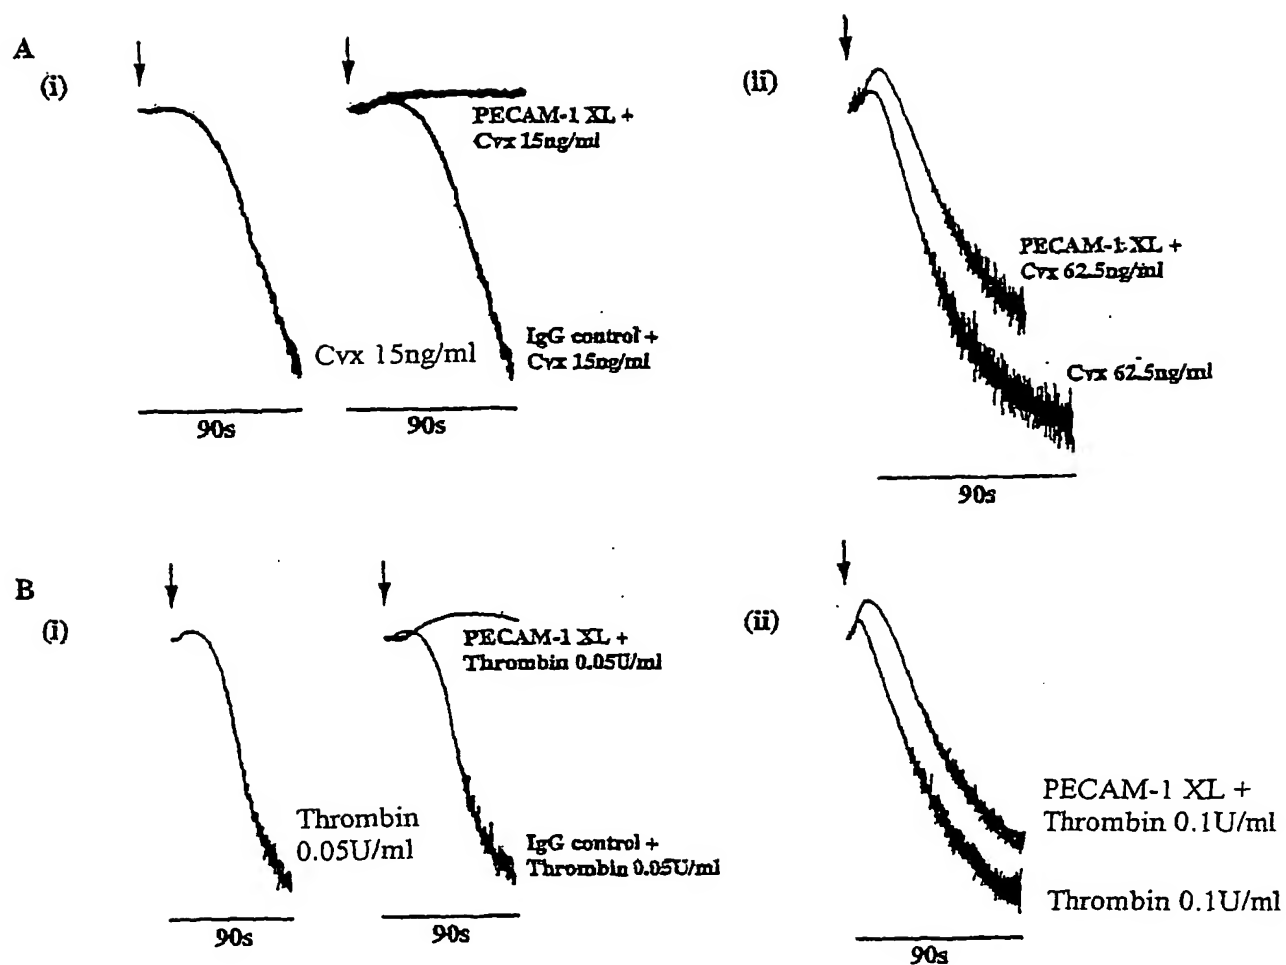 A
(i)
PECAM-1 XL +
Cvx 15ng/ml
Cvx 15ng/ml
IgG control +
Cvx 15ng/ml
90s
90s
(ii)
PECAM-1 XL +
Cvx 62.5ng/ml
Cvx 62.5ng/ml
90s
B
(i)
PECAM-1 XL +
Thrombin 0.05U/ml
Thrombin
0.05U/ml
IgG control +
Thrombin 0.05U/ml
90s
90s
(ii)
PECAM-1 XL +
Thrombin 0.1U/ml
Thrombin 0.1U/ml
90s